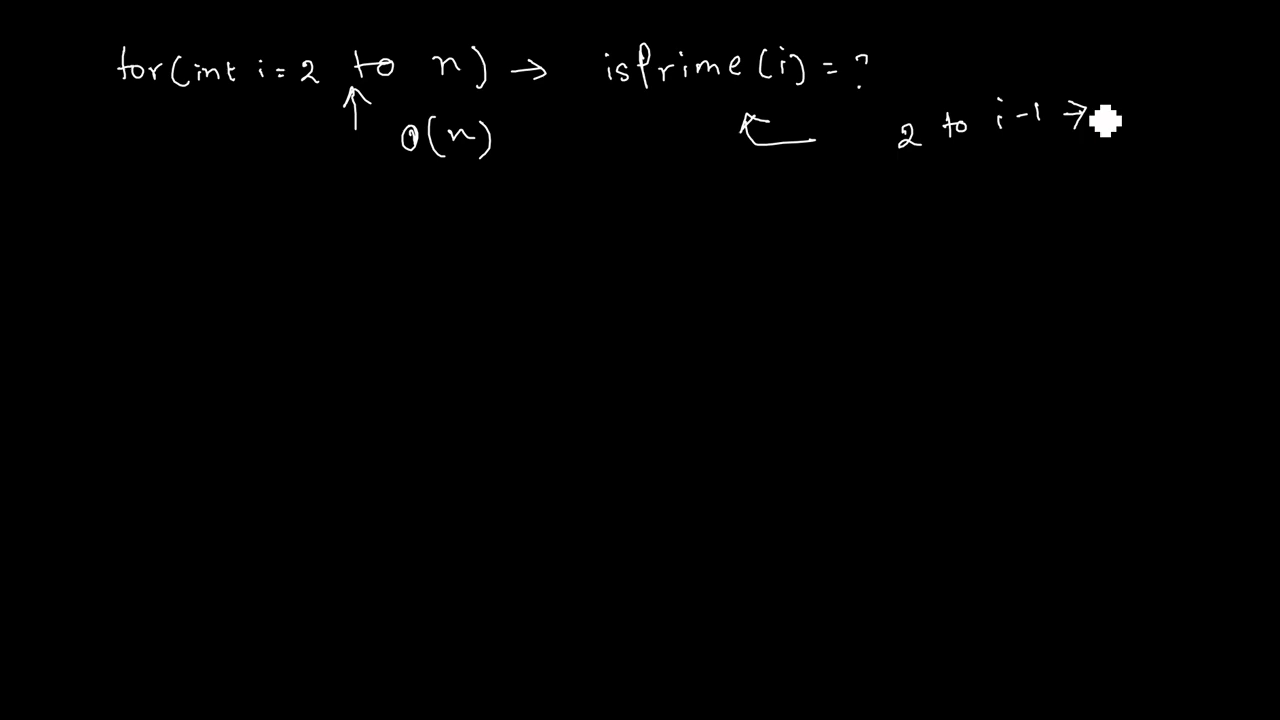 for(int i = 2 to n) → isPrime(i) = ?
O(n) ← 2 to i-1 →